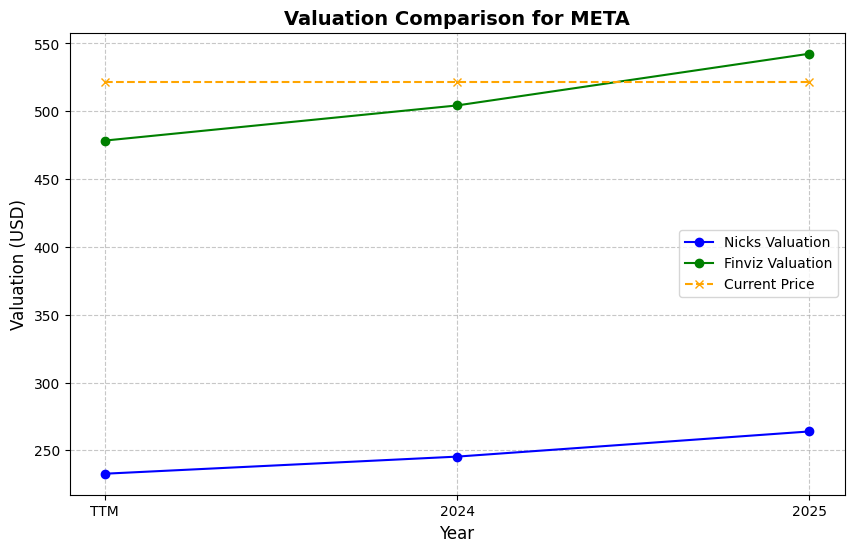 Valuation Comparison for META
550
500
450
400
350
300
250
Valuation (USD)
Nicks Valuation
Finviz Valuation
Current Price
TTM
2024
2025
Year